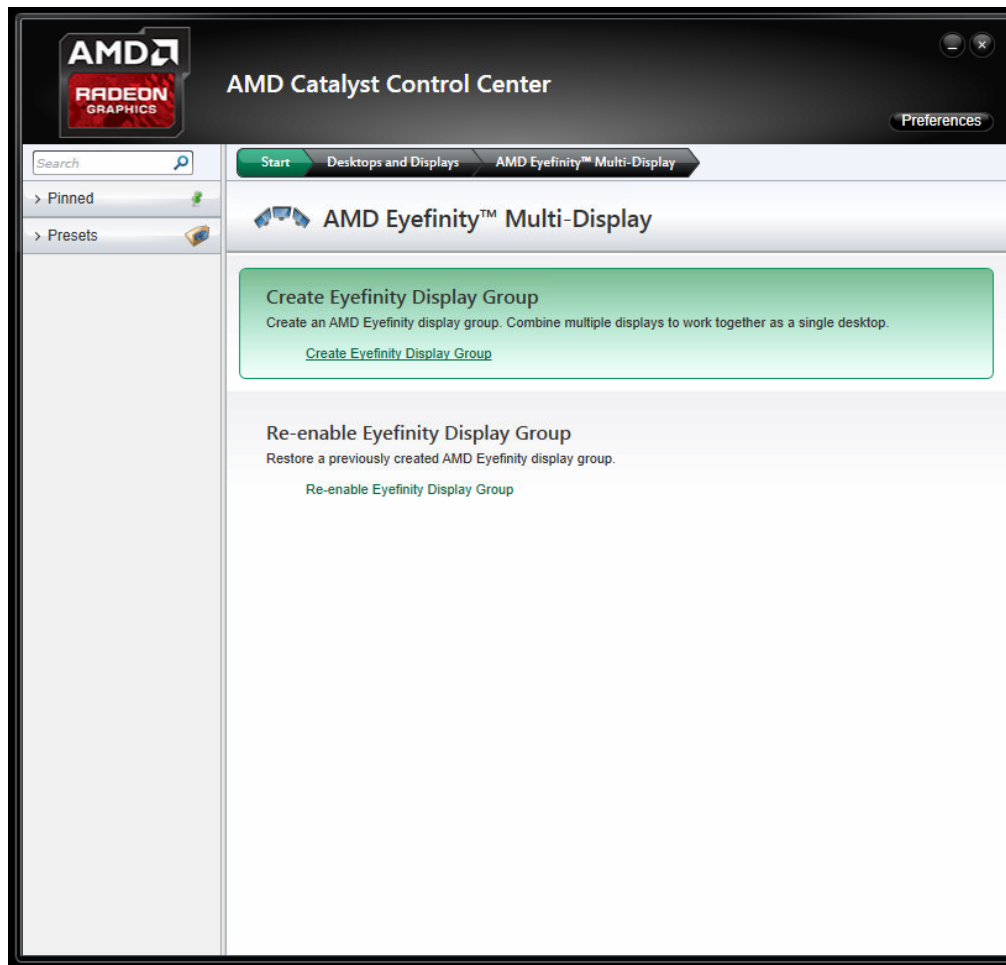 AMD
RADEON
GRAPHICS
AMD Catalyst Control Center
Preferences
Search
Start
Desktops and Displays
AMD Eyefinity™ Multi-Display
> Pinned
> Presets
AMD Eyefinity™ Multi-Display
Create Eyefinity Display Group
Create an AMD Eyefinity display group. Combine multiple displays to work together as a single desktop.
Create Eyefinity Display Group
Re-enable Eyefinity Display Group
Restore a previously created AMD Eyefinity display group.
Re-enable Eyefinity Display Group